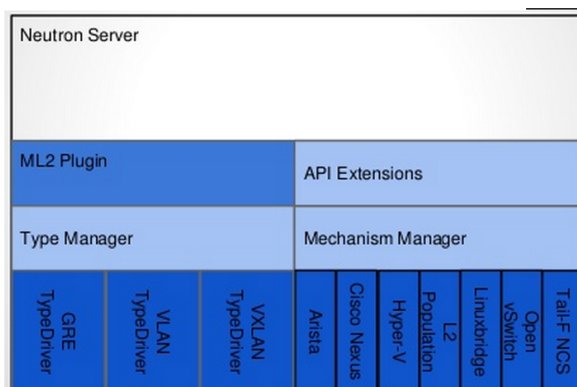 Neutron Server
ML2 Plugin
API Extensions
Type Manager
Mechanism Manager
GRE
TypeDriver
VLAN
TypeDriver
VXLAN
TypeDriver
Arista
Cisco Nexus
Hyper-V
L2
Population
Linuxbridge
Open
vSwitch
Tail-F NCS